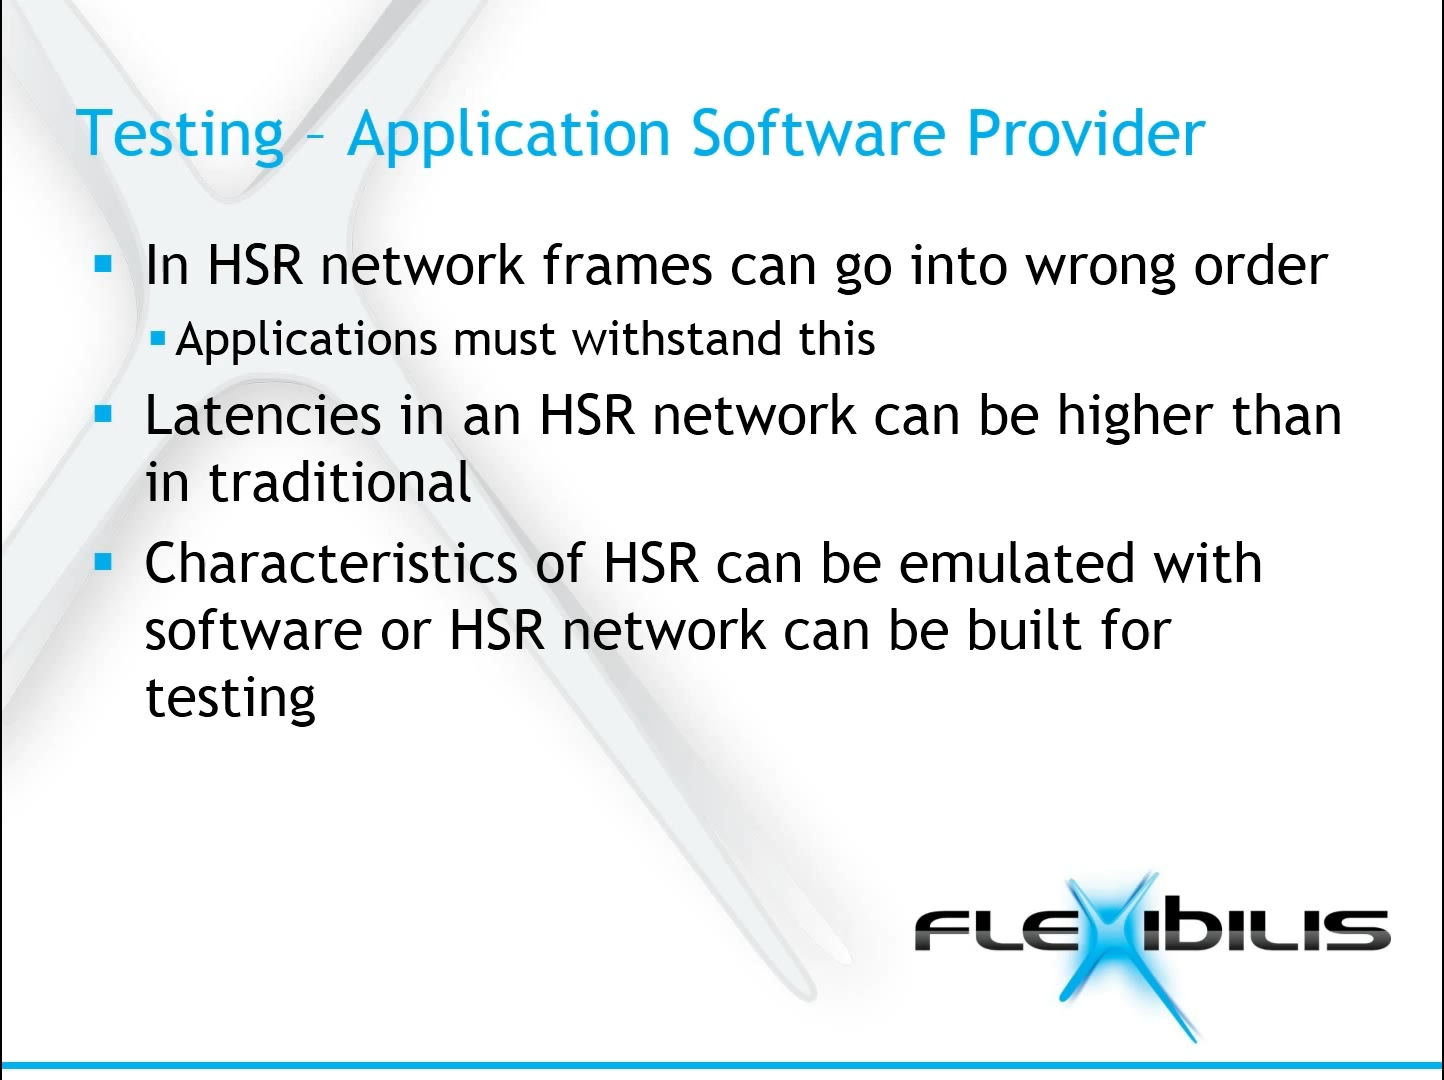 Testing – Application Software Provider
In HSR network frames can go into wrong order
Applications must withstand this
Latencies in an HSR network can be higher than
in traditional
Characteristics of HSR can be emulated with
software or HSR network can be built for
testing
FLEXIBILIS